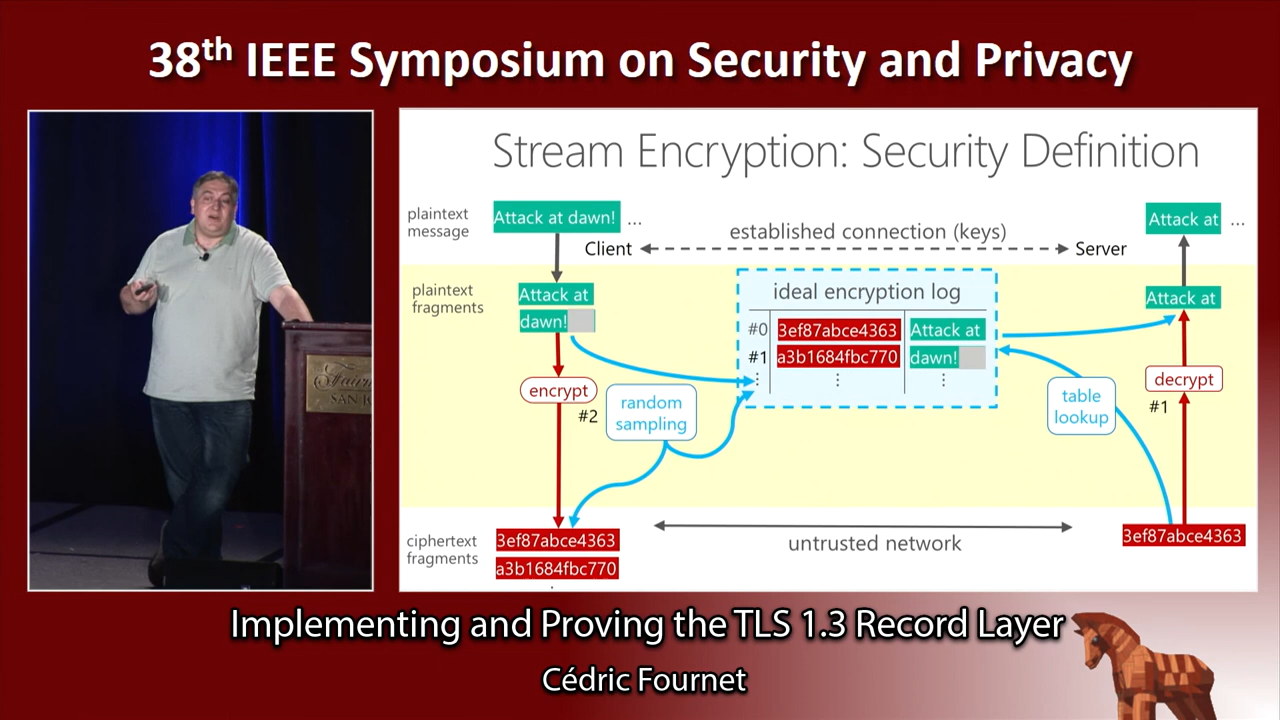 38th IEEE Symposium on Security and Privacy
Stream Encryption: Security Definition
plaintext
message
Attack at dawn! ...
established connection (keys)
Client
Server
Attack at ...
plaintext
fragments
Attack at
dawn!
ideal encryption log
#0 3ef87abce4363 Attack at
#1 a3b1684fbc770 dawn!
Attack at
encrypt
#2
random
sampling
table
lookup
decrypt
#1
ciphertext
fragments
3ef87abce4363
a3b1684fbc770
untrusted network
3ef87abce4363
SAN
Implementing and Proving the TLS 1.3 Record Layer
Cédric Fournet